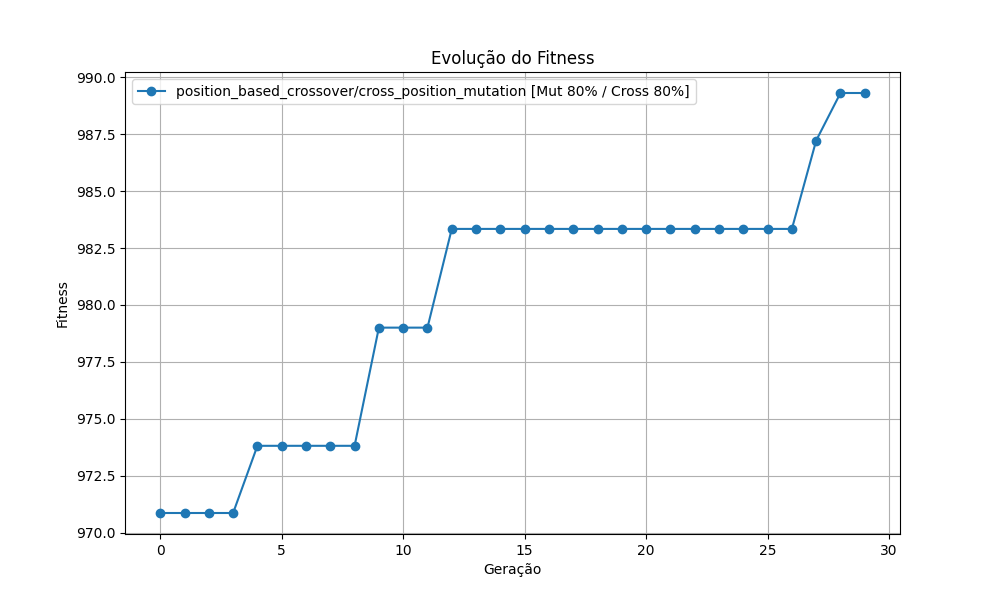 Evolução do Fitness
position_based_crossover/cross_position_mutation [Mut 80% / Cross 80%]
990.0
987.5
985.0
982.5
980.0
977.5
975.0
972.5
970.0
Fitness
0 5 10 15 20 25 30
Geração